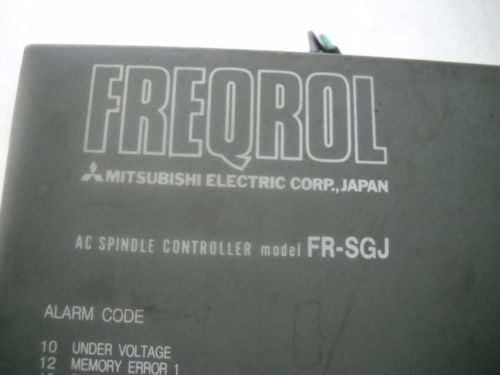 FREQROL
MITSUBISHI ELECTRIC CORP., JAPAN
AC SPINDLE CONTROLLER model FR-SGJ
ALARM CODE
10 UNDER VOLTAGE
12 MEMORY ERROR 1